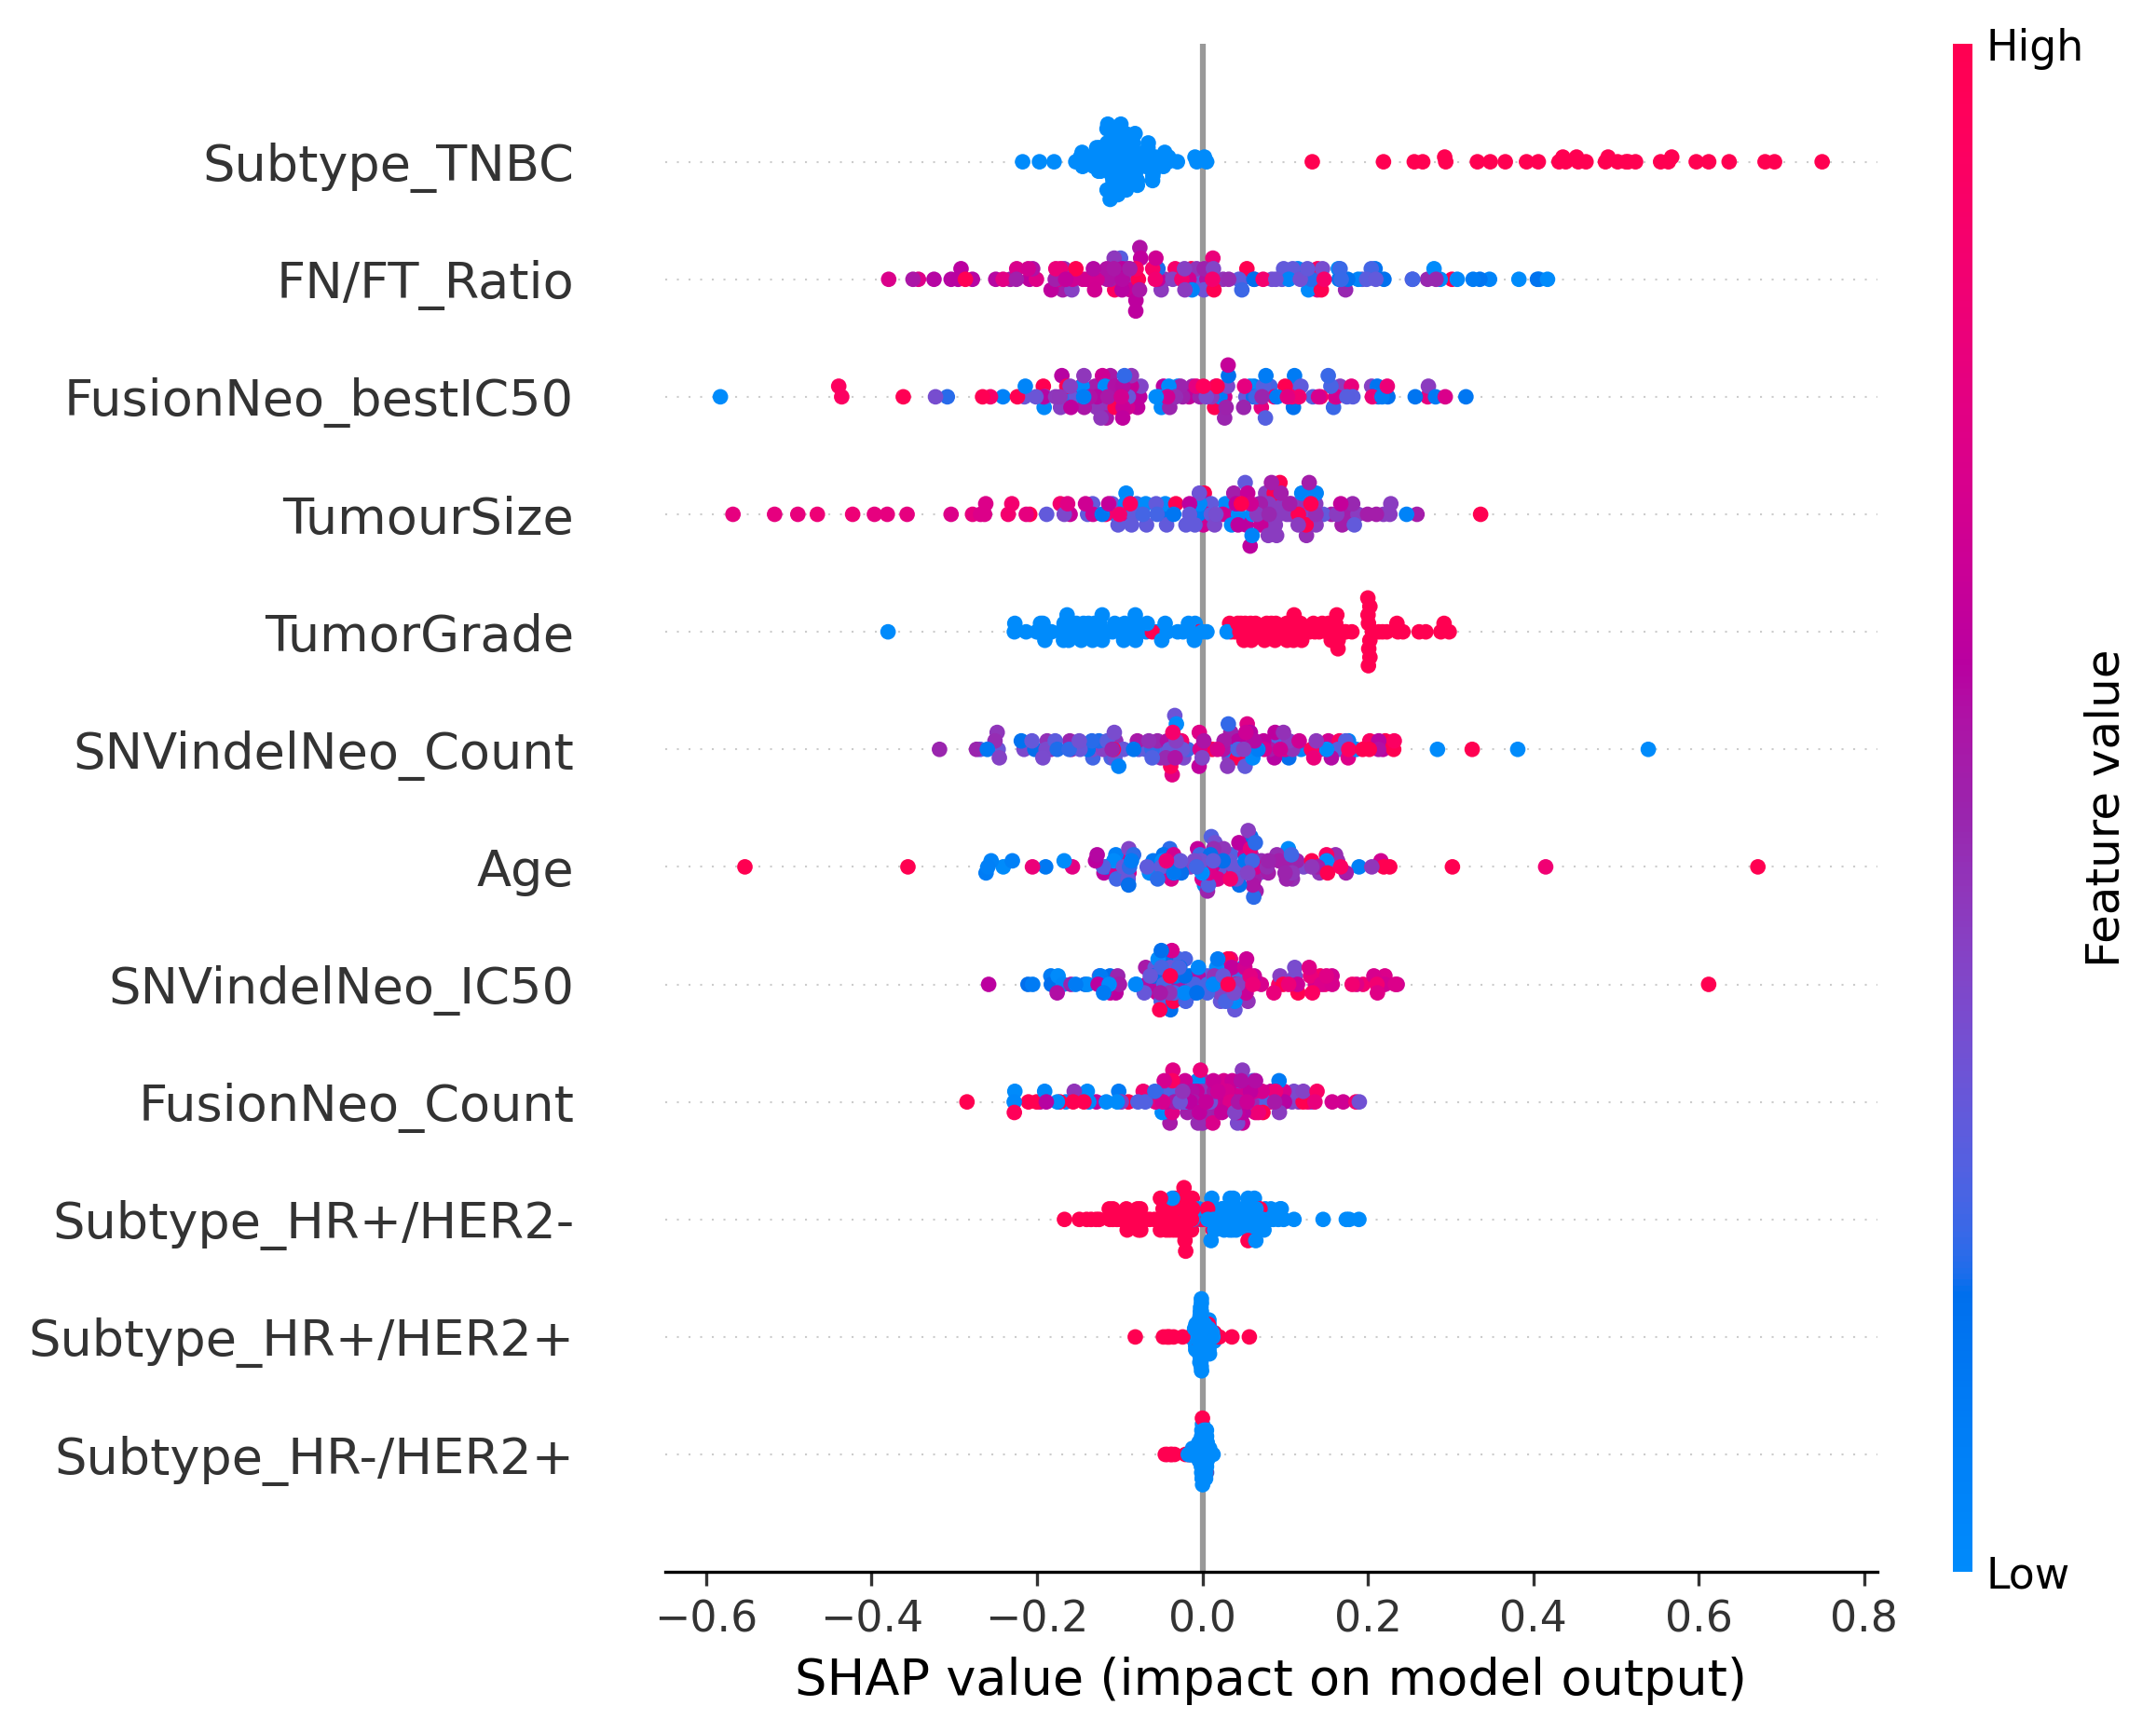 High
Subtype_TNBC
FN/FT_Ratio
FusionNeo_bestIC50
TumourSize
TumorGrade
SNVindelNeo_Count
Age
SNVindelNeo_IC50
FusionNeo_Count
Subtype_HR+/HER2-
Subtype_HR+/HER2+
Subtype_HR-/HER2+
Feature value
Low
−0.6 −0.4 −0.2 0.0 0.2 0.4 0.6 0.8
SHAP value (impact on model output)